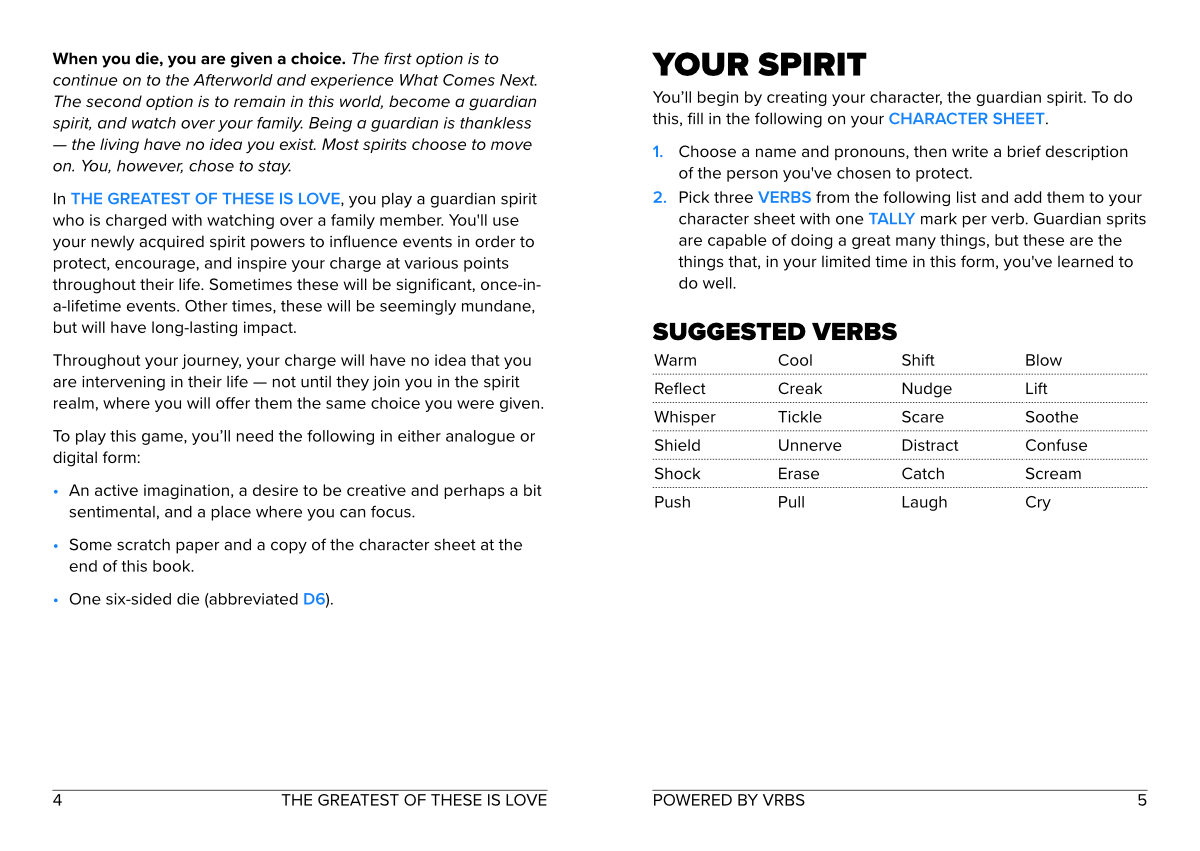 When you die, you are given a choice. The first option is to
continue on to the Afterworld and experience What Comes Next.
The second option is to remain in this world, become a guardian
spirit, and watch over your family. Being a guardian is thankless
— the living have no idea you exist. Most spirits choose to move
on. You, however, chose to stay.
In THE GREATEST OF THESE IS LOVE, you play a guardian spirit
who is charged with watching over a family member. You'll use
your newly acquired spirit powers to influence events in order to
protect, encourage, and inspire your charge at various points
throughout their life. Sometimes these will be significant, once-in-
a-lifetime events. Other times, these will be seemingly mundane,
but will have long-lasting impact.
Throughout your journey, your charge will have no idea that you
are intervening in their life — not until they join you in the spirit
realm, where you will offer them the same choice you were given.
To play this game, you’ll need the following in either analogue or
digital form:
• An active imagination, a desire to be creative and perhaps a bit
sentimental, and a place where you can focus.
• Some scratch paper and a copy of the character sheet at the
end of this book.
• One six-sided die (abbreviated D6).
4 THE GREATEST OF THESE IS LOVE
YOUR SPIRIT
You’ll begin by creating your character, the guardian spirit. To do
this, fill in the following on your CHARACTER SHEET.
1. Choose a name and pronouns, then write a brief description
of the person you've chosen to protect.
2. Pick three VERBS from the following list and add them to your
character sheet with one TALLY mark per verb. Guardian sprits
are capable of doing a great many things, but these are the
things that, in your limited time in this form, you've learned to
do well.
SUGGESTED VERBS
Warm Cool Shift Blow
Reflect Creak Nudge Lift
Whisper Tickle Scare Soothe
Shield Unnerve Distract Confuse
Shock Erase Catch Scream
Push Pull Laugh Cry
POWERED BY VRBS 5